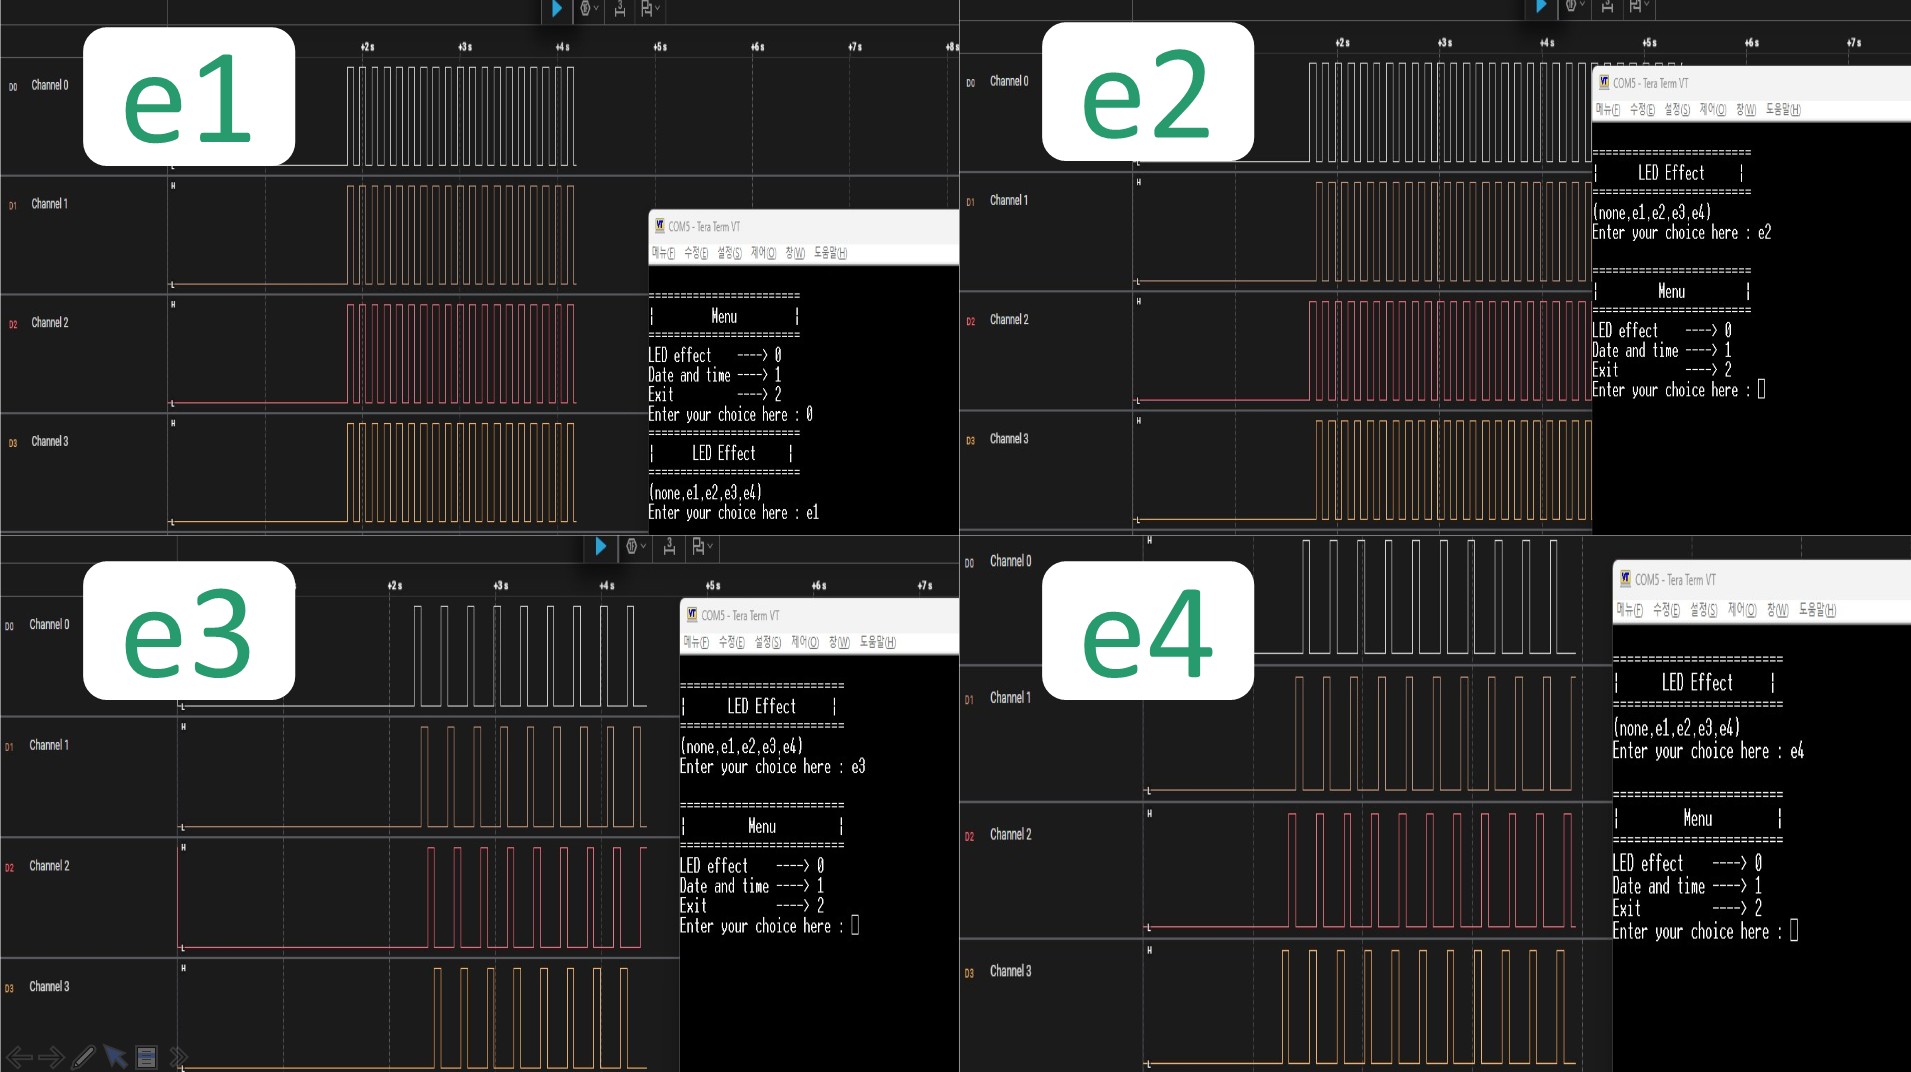 e1
+2s +3s +4s +5s +6s +7s +8s
D0 Channel 0
L
D1 Channel 1
H
L
D2 Channel 2
H
L
D3 Channel 3
H
L
COM5 - Tera Term VT
메뉴(F) 수정(E) 설정(S) 제어(O) 창(W) 도움말(H)
========================
| Menu |
========================
LED effect ----> 0
Date and time ----> 1
Exit ----> 2
Enter your choice here : 0
========================
| LED Effect |
========================
(none,e1,e2,e3,e4)
Enter your choice here : e1
e2
+2s +3s +4s +5s +6s +7s
D0 Channel 0
L
D1 Channel 1
H
L
D2 Channel 2
H
L
D3 Channel 3
H
L
COM5 - Tera Term VT
메뉴(F) 수정(E) 설정(S) 제어(O) 창(W) 도움말(H)
========================
| LED Effect |
========================
(none,e1,e2,e3,e4)
Enter your choice here : e2
========================
| Menu |
========================
LED effect ----> 0
Date and time ----> 1
Exit ----> 2
Enter your choice here :
e3
+2s +3s +4s +5s +6s +7s
D0 Channel 0
L
D1 Channel 1
H
L
D2 Channel 2
H
L
D3 Channel 3
H
L
COM5 - Tera Term VT
메뉴(F) 수정(E) 설정(S) 제어(O) 창(W) 도움말(H)
========================
| LED Effect |
========================
(none,e1,e2,e3,e4)
Enter your choice here : e3
========================
| Menu |
========================
LED effect ----> 0
Date and time ----> 1
Exit ----> 2
Enter your choice here :
e4
D0 Channel 0
H
D1 Channel 1
L
D2 Channel 2
H
L
D3 Channel 3
H
L
COM5 - Tera Term VT
메뉴(F) 수정(E) 설정(S) 제어(O) 창(W) 도움말(H)
========================
| LED Effect |
========================
(none,e1,e2,e3,e4)
Enter your choice here : e4
========================
| Menu |
========================
LED effect ----> 0
Date and time ----> 1
Exit ----> 2
Enter your choice here :